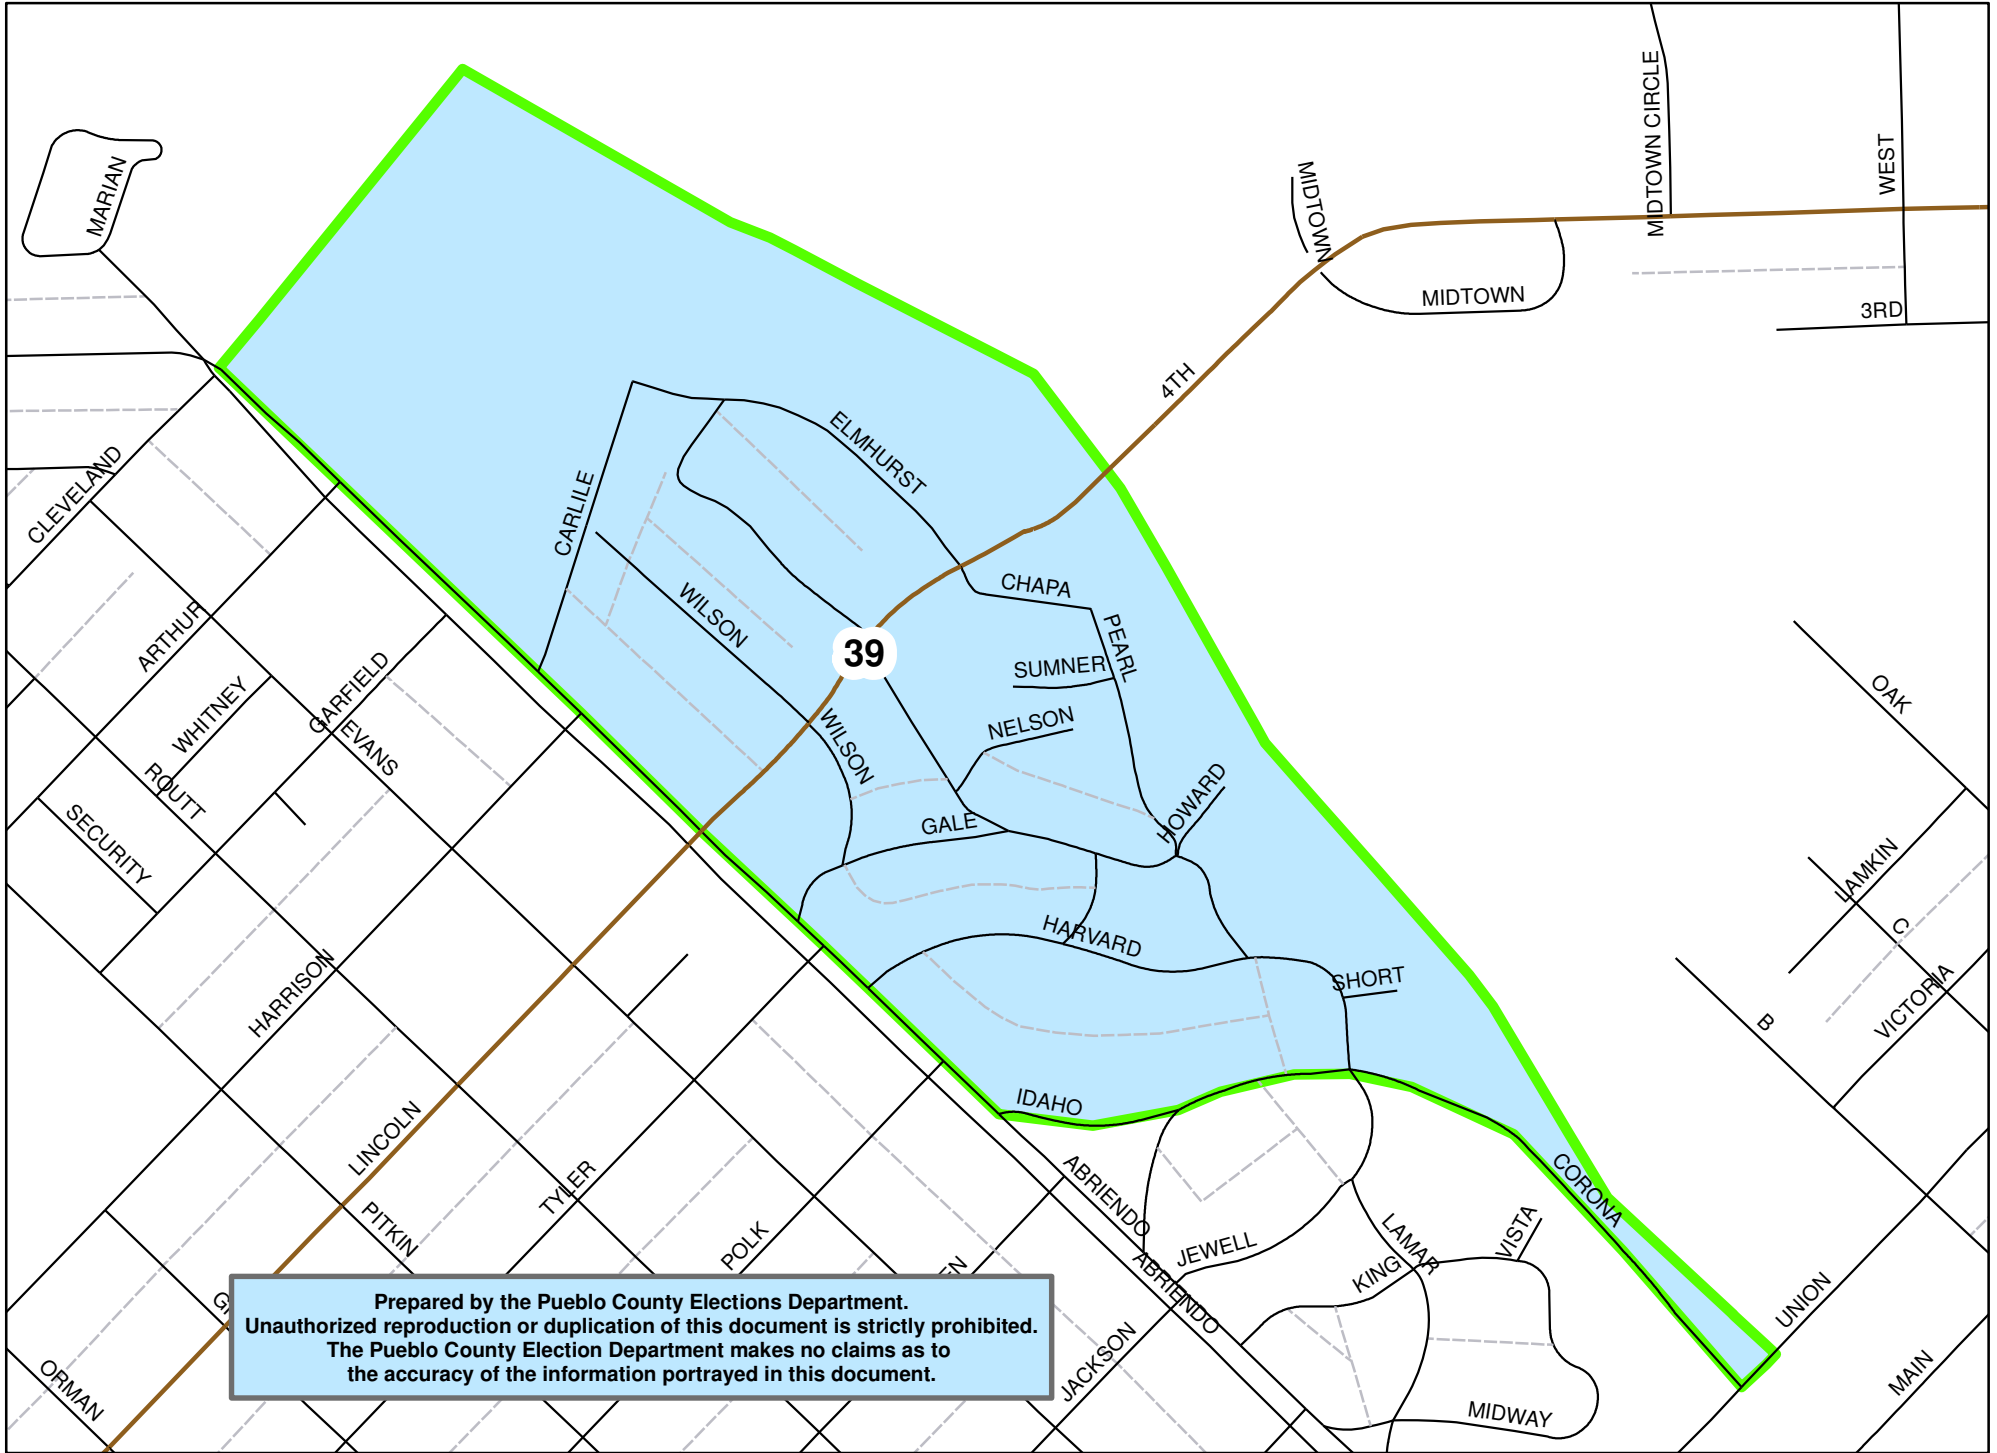 MARIAN
MIDTOWN CIRCLE
WEST
MIDTOWN
MIDTOWN
3RD
4TH
CLEVELAND
ELMHURST
CARLILE
CHAPA
WILSON
PEARL
ARTHUR
39
SUMNER
GARFIELD
WHITNEY
OAK
EVANS
WILSON
NELSON
ROUTT
SECURITY
HOWARD
GALE
LAMKIN
C
HARVARD
HARRISON
SHORT
VICTORIA
B
IDAHO
LINCOLN
TYLER
ABRIENDO
CORONA
PITKIN
POLK
JEWELL
LAMAR
VISTA
KING
ABRIENDO
UNION
Prepared by the Pueblo County Elections Department.
Unauthorized reproduction or duplication of this document is strictly prohibited.
The Pueblo County Election Department makes no claims as to
the accuracy of the information portrayed in this document.
ORMAN
JACKSON
MAIN
MIDWAY